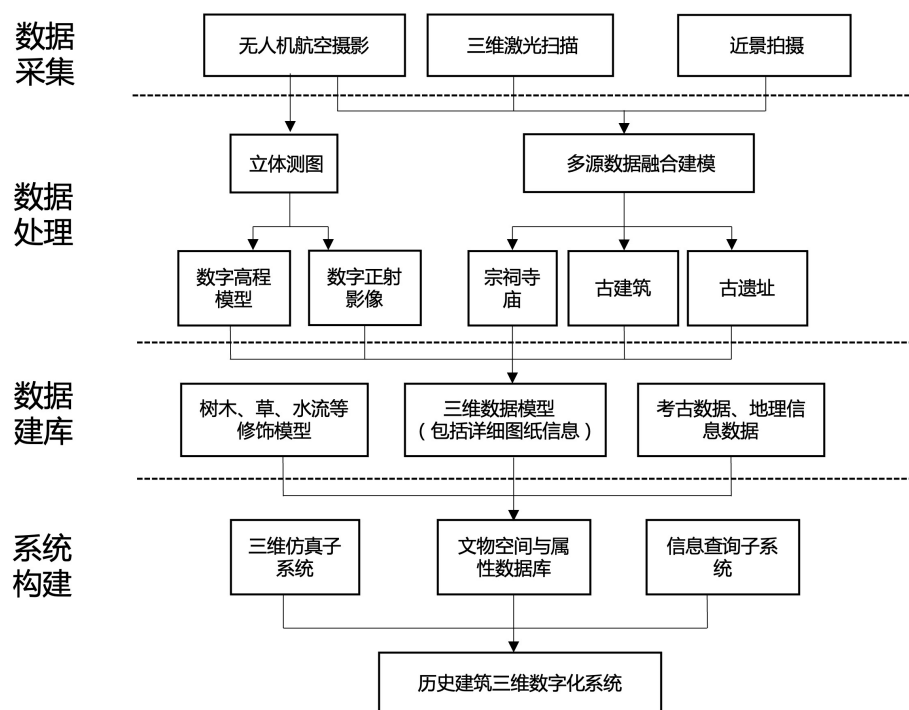 数据
采集
无人机航空摄影
三维激光扫描
近景拍摄
数据
处理
立体测图
多源数据融合建模
数字高程
模型
数字正射
影像
宗祠寺
庙
古建筑
古遗址
数据
建库
树木、草、水流等
修饰模型
三维数据模型
（包括详细图纸信息）
考古数据、地理信
息数据
系统
构建
三维仿真子
系统
文物空间与属
性数据库
信息查询子系
统
历史建筑三维数字化系统